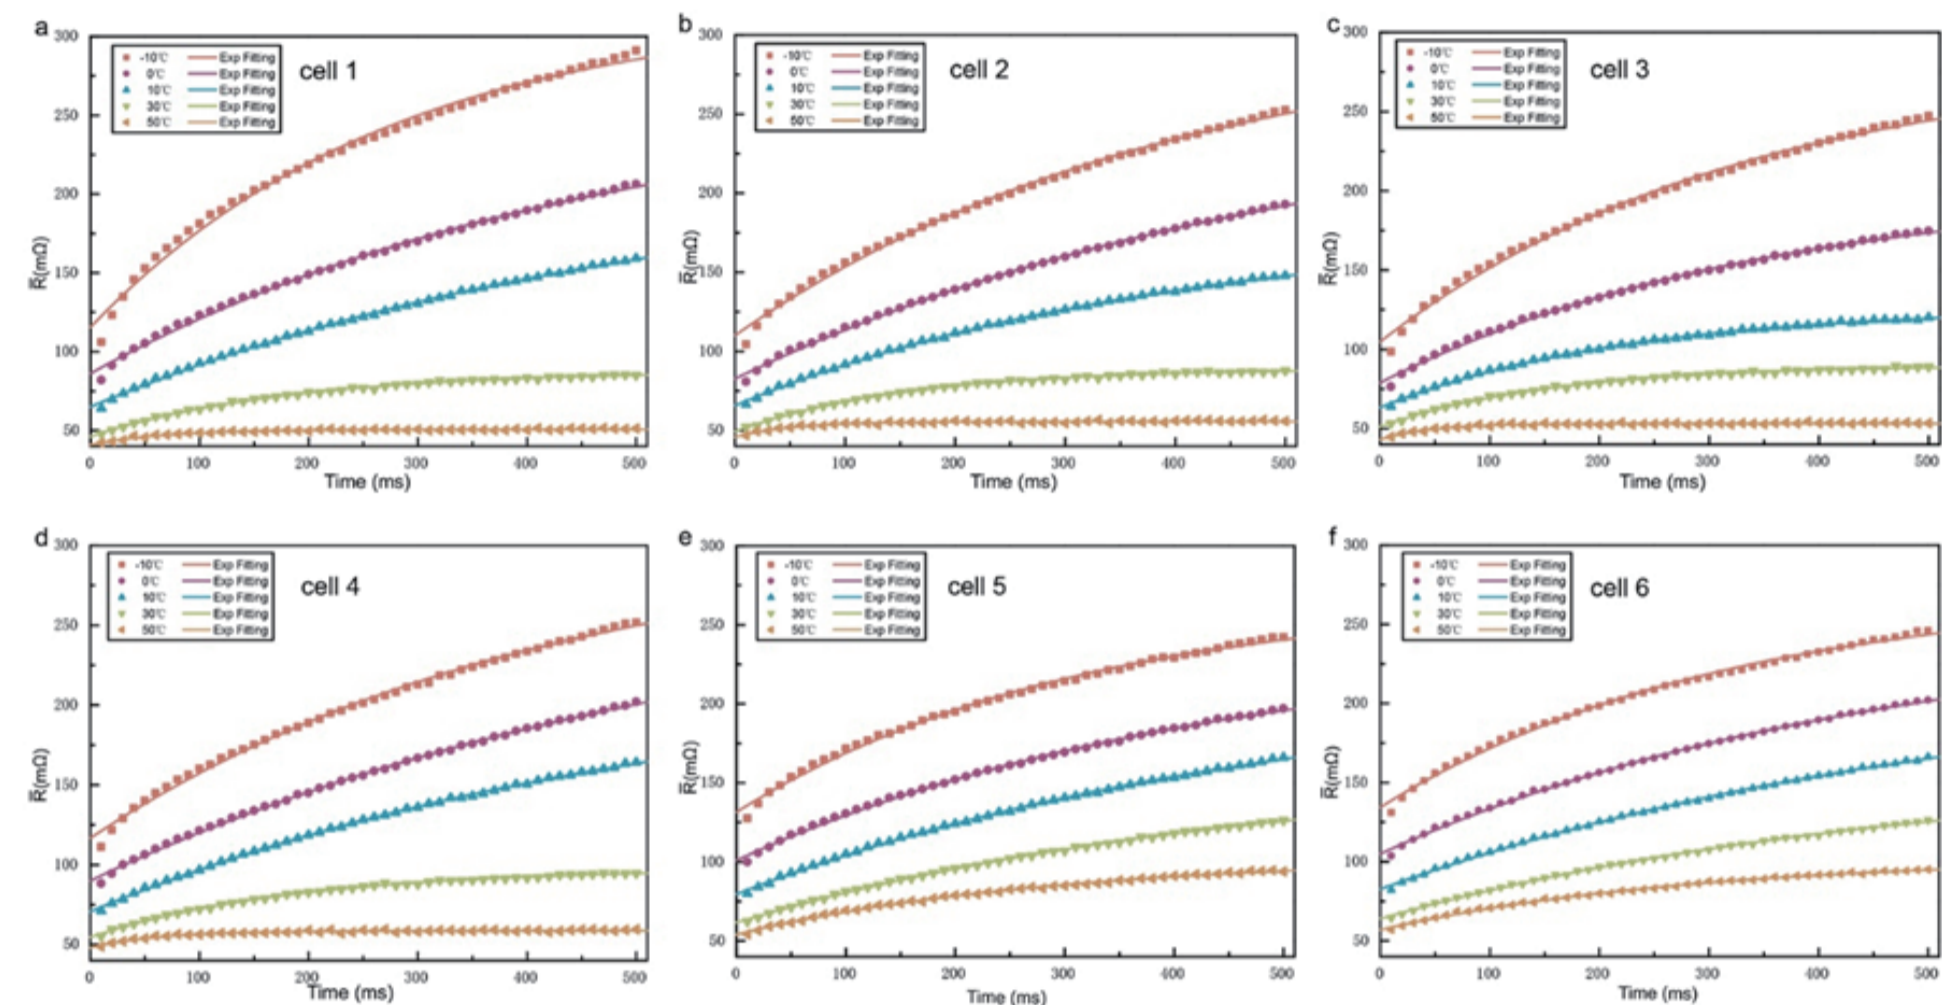 a
300
250
200
150
100
50
R̅(mΩ)
-10℃ Exp Fitting
0℃ Exp Fitting
10℃ Exp Fitting
30℃ Exp Fitting
50℃ Exp Fitting
cell 1
0 100 200 300 400 500
Time (ms)
b
300
250
200
150
100
50
R̅(mΩ)
-10℃ Exp Fitting
0℃ Exp Fitting
10℃ Exp Fitting
30℃ Exp Fitting
50℃ Exp Fitting
cell 2
0 100 200 300 400 500
Time (ms)
c
300
250
200
150
100
50
R̅(mΩ)
-10℃ Exp Fitting
0℃ Exp Fitting
10℃ Exp Fitting
30℃ Exp Fitting
50℃ Exp Fitting
cell 3
0 100 200 300 400 500
Time (ms)
d
300
250
200
150
100
50
R̅(mΩ)
-10℃ Exp Fitting
0℃ Exp Fitting
10℃ Exp Fitting
30℃ Exp Fitting
50℃ Exp Fitting
cell 4
0 100 200 300 400 500
Time (ms)
e
300
250
200
150
100
50
R̅(mΩ)
-10℃ Exp Fitting
0℃ Exp Fitting
10℃ Exp Fitting
30℃ Exp Fitting
50℃ Exp Fitting
cell 5
0 100 200 300 400 500
Time (ms)
f
300
250
200
150
100
50
R̅(mΩ)
-10℃ Exp Fitting
0℃ Exp Fitting
10℃ Exp Fitting
30℃ Exp Fitting
50℃ Exp Fitting
cell 6
0 100 200 300 400 500
Time (ms)